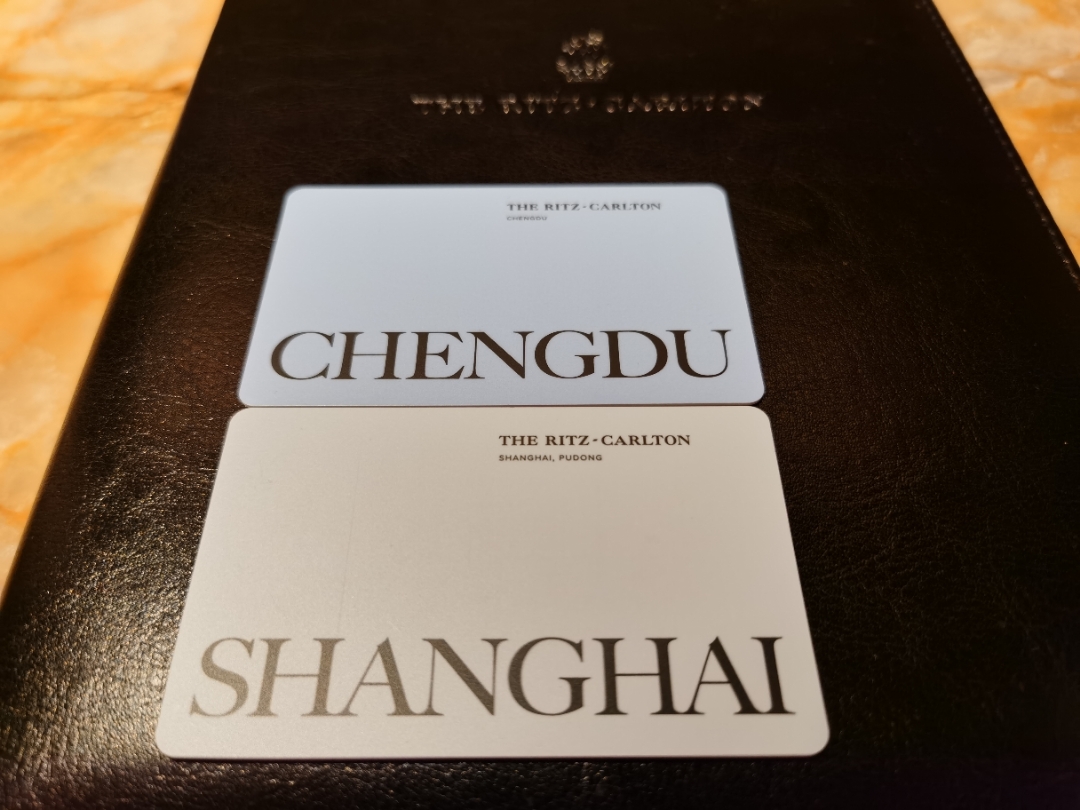 THE RITZ-CARLTON
THE RITZ-CARLTON
CHENGDU
CHENGDU
THE RITZ-CARLTON
SHANGHAI, PUDONG
SHANGHAI